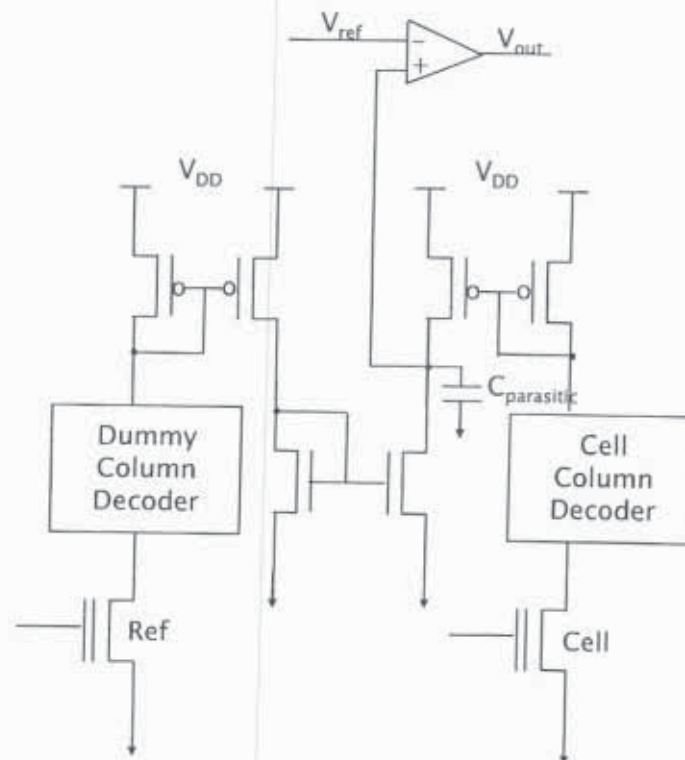 V_ref
V_out
V_DD
V_DD
C_parasitic
Dummy
Column
Decoder
Cell
Column
Decoder
Ref
Cell